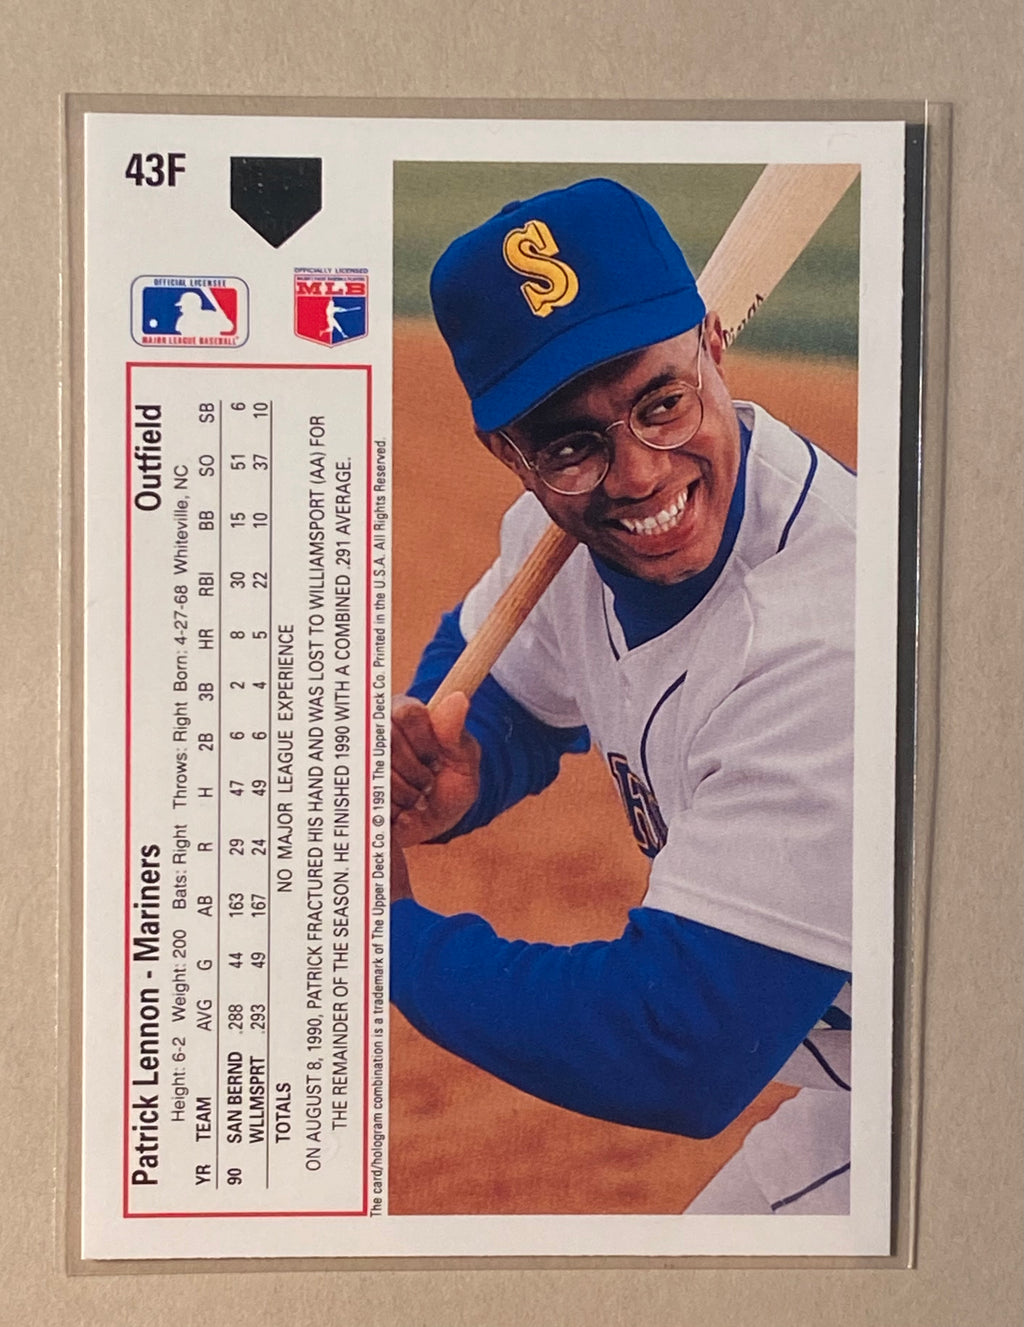 43F
OFFICIAL LICENSEE
MAJOR LEAGUE BASEBALL
OFFICIALLY LICENSED
MLB
Patrick Lennon - Mariners Outfield
Height: 6-2 Weight: 200 Bats: Right Throws: Right Born: 4-27-68 Whiteville, NC
YR TEAM AVG G AB R H 2B 3B HR RBI BB SO SB
90 SAN BERND .288 44 163 29 47 6 2 8 30 15 51 6
WLLMSPRT .293 49 167 24 49 6 4 5 22 10 37 10
TOTALS NO MAJOR LEAGUE EXPERIENCE
ON AUGUST 8, 1990, PATRICK FRACTURED HIS HAND AND WAS LOST TO WILLIAMSPORT (AA) FOR
THE REMAINDER OF THE SEASON. HE FINISHED 1990 WITH A COMBINED .291 AVERAGE.
The card/hologram combination is a trademark of The Upper Deck Co. © 1991 The Upper Deck Co. Printed in the U.S.A. All Rights Reserved.
S